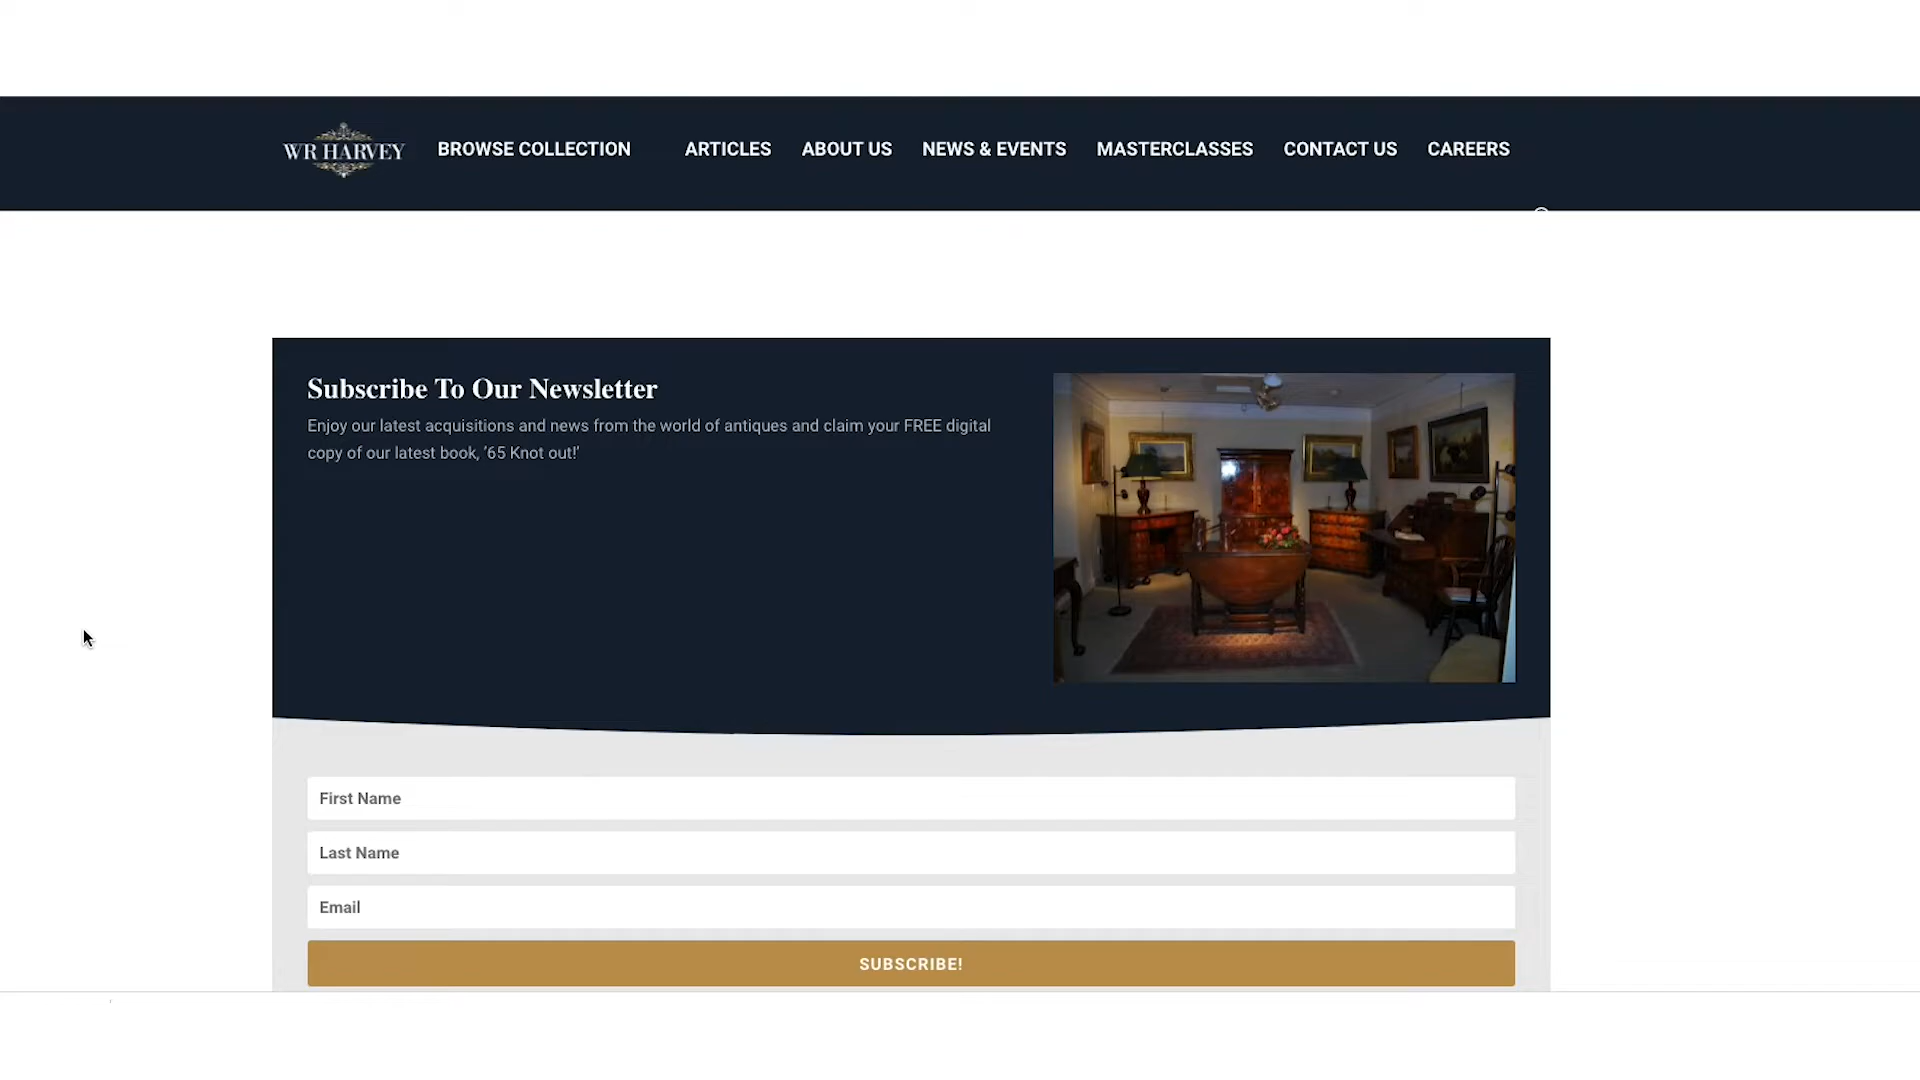 WR HARVEY
BROWSE COLLECTION
ARTICLES
ABOUT US
NEWS & EVENTS
MASTERCLASSES
CONTACT US
CAREERS
Subscribe To Our Newsletter
Enjoy our latest acquisitions and news from the world of antiques and claim your FREE digital
copy of our latest book, '65 Knot out!'
First Name
Last Name
Email
SUBSCRIBE!